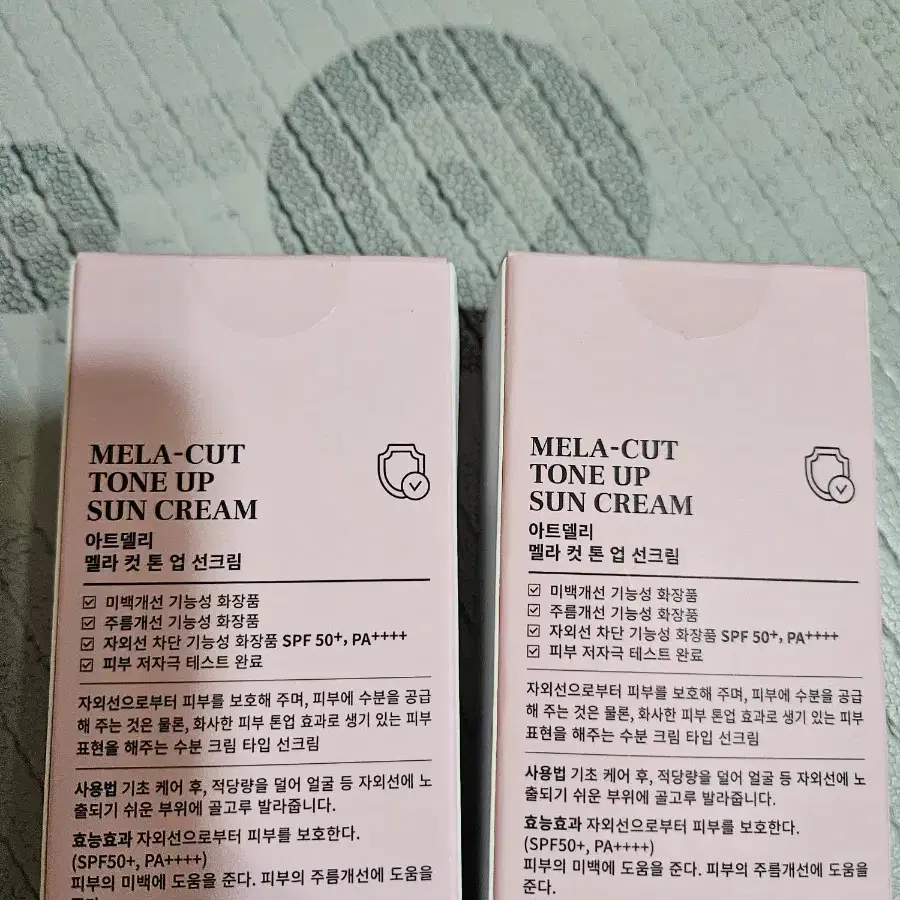 MELA-CUT
TONE UP
SUN CREAM
아트델리
멜라 컷 톤 업 선크림
미백개선 기능성 화장품
주름개선 기능성 화장품
자외선 차단 기능성 화장품 SPF 50+, PA++++
피부 저자극 테스트 완료
자외선으로부터 피부를 보호해 주며, 피부에 수분을 공급
해 주는 것은 물론, 화사한 피부 톤업 효과로 생기 있는 피부
표현을 해주는 수분 크림 타입 선크림
사용법 기초 케어 후, 적당량을 덜어 얼굴 등 자외선에 노
출되기 쉬운 부위에 골고루 발라줍니다.
효능효과 자외선으로부터 피부를 보호한다.
(SPF50+, PA++++)
피부의 미백에 도움을 준다. 피부의 주름개선에 도움을
MELA-CUT
TONE UP
SUN CREAM
아트델리
멜라 컷 톤 업 선크림
미백개선 기능성 화장품
주름개선 기능성 화장품
자외선 차단 기능성 화장품 SPF 50+, PA++++
피부 저자극 테스트 완료
자외선으로부터 피부를 보호해 주며, 피부에 수분을 공급
해 주는 것은 물론, 화사한 피부 톤업 효과로 생기 있는 피부
표현을 해주는 수분 크림 타입 선크림
사용법 기초 케어 후, 적당량을 덜어 얼굴 등 자외선에 노
출되기 쉬운 부위에 골고루 발라줍니다.
효능효과 자외선으로부터 피부를 보호한다.
(SPF50+, PA++++)
피부의 미백에 도움을 준다. 피부의 주름개선에 도움을
준다.